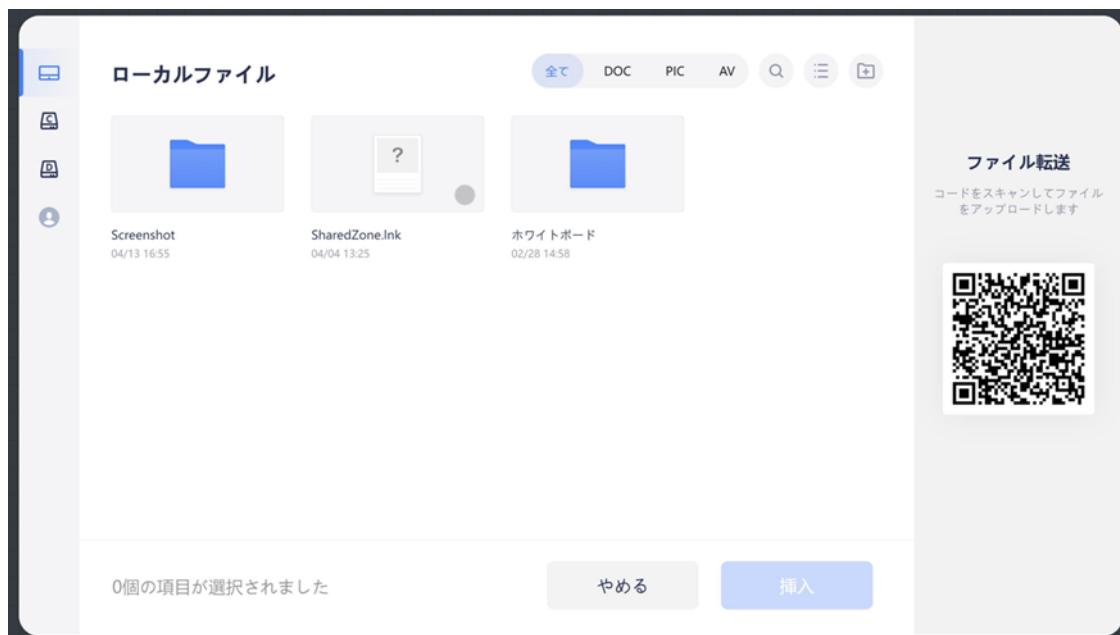 ローカルファイル
全て DOC PIC AV
C
D
?
Screenshot
04/13 16:55
SharedZone.lnk
04/04 13:25
ホワイトボード
02/28 14:58
0個の項目が選択されました
やめる
挿入
ファイル転送
コードをスキャンしてファイル
をアップロードします